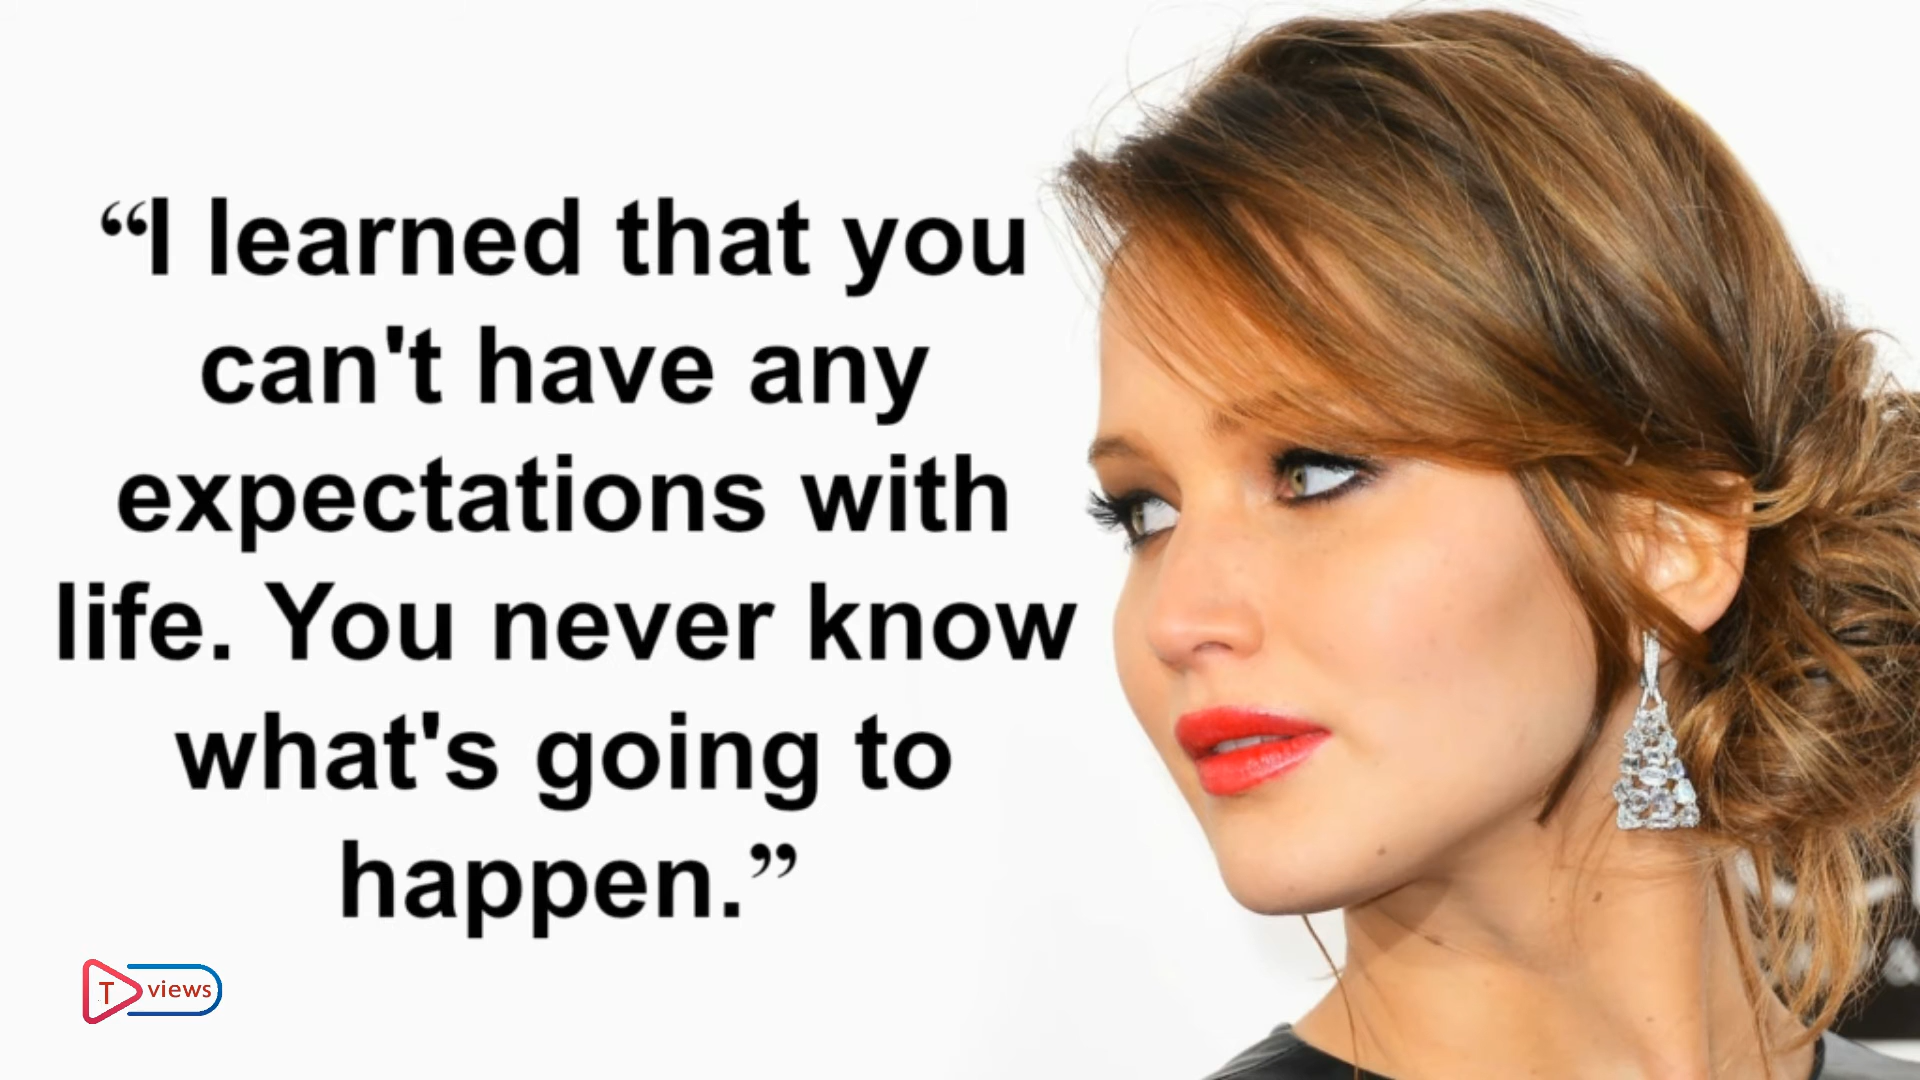 “I learned that you
can't have any
expectations with
life. You never know
what's going to
happen.”
T views